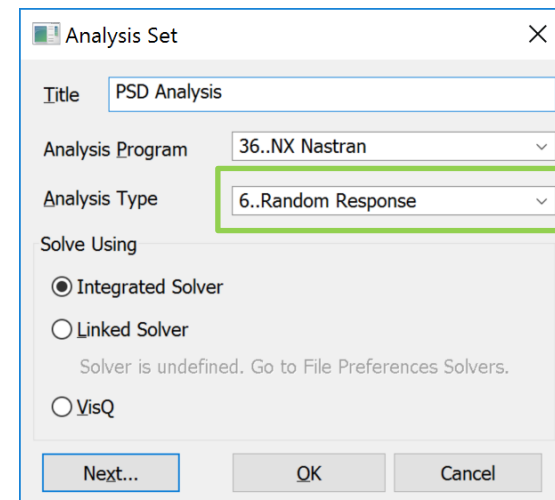 Analysis Set
Title PSD Analysis
Analysis Program 36..NX Nastran
Analysis Type 6..Random Response
Solve Using
Integrated Solver
Linked Solver
Solver is undefined. Go to File Preferences Solvers.
VisQ
Next... OK Cancel